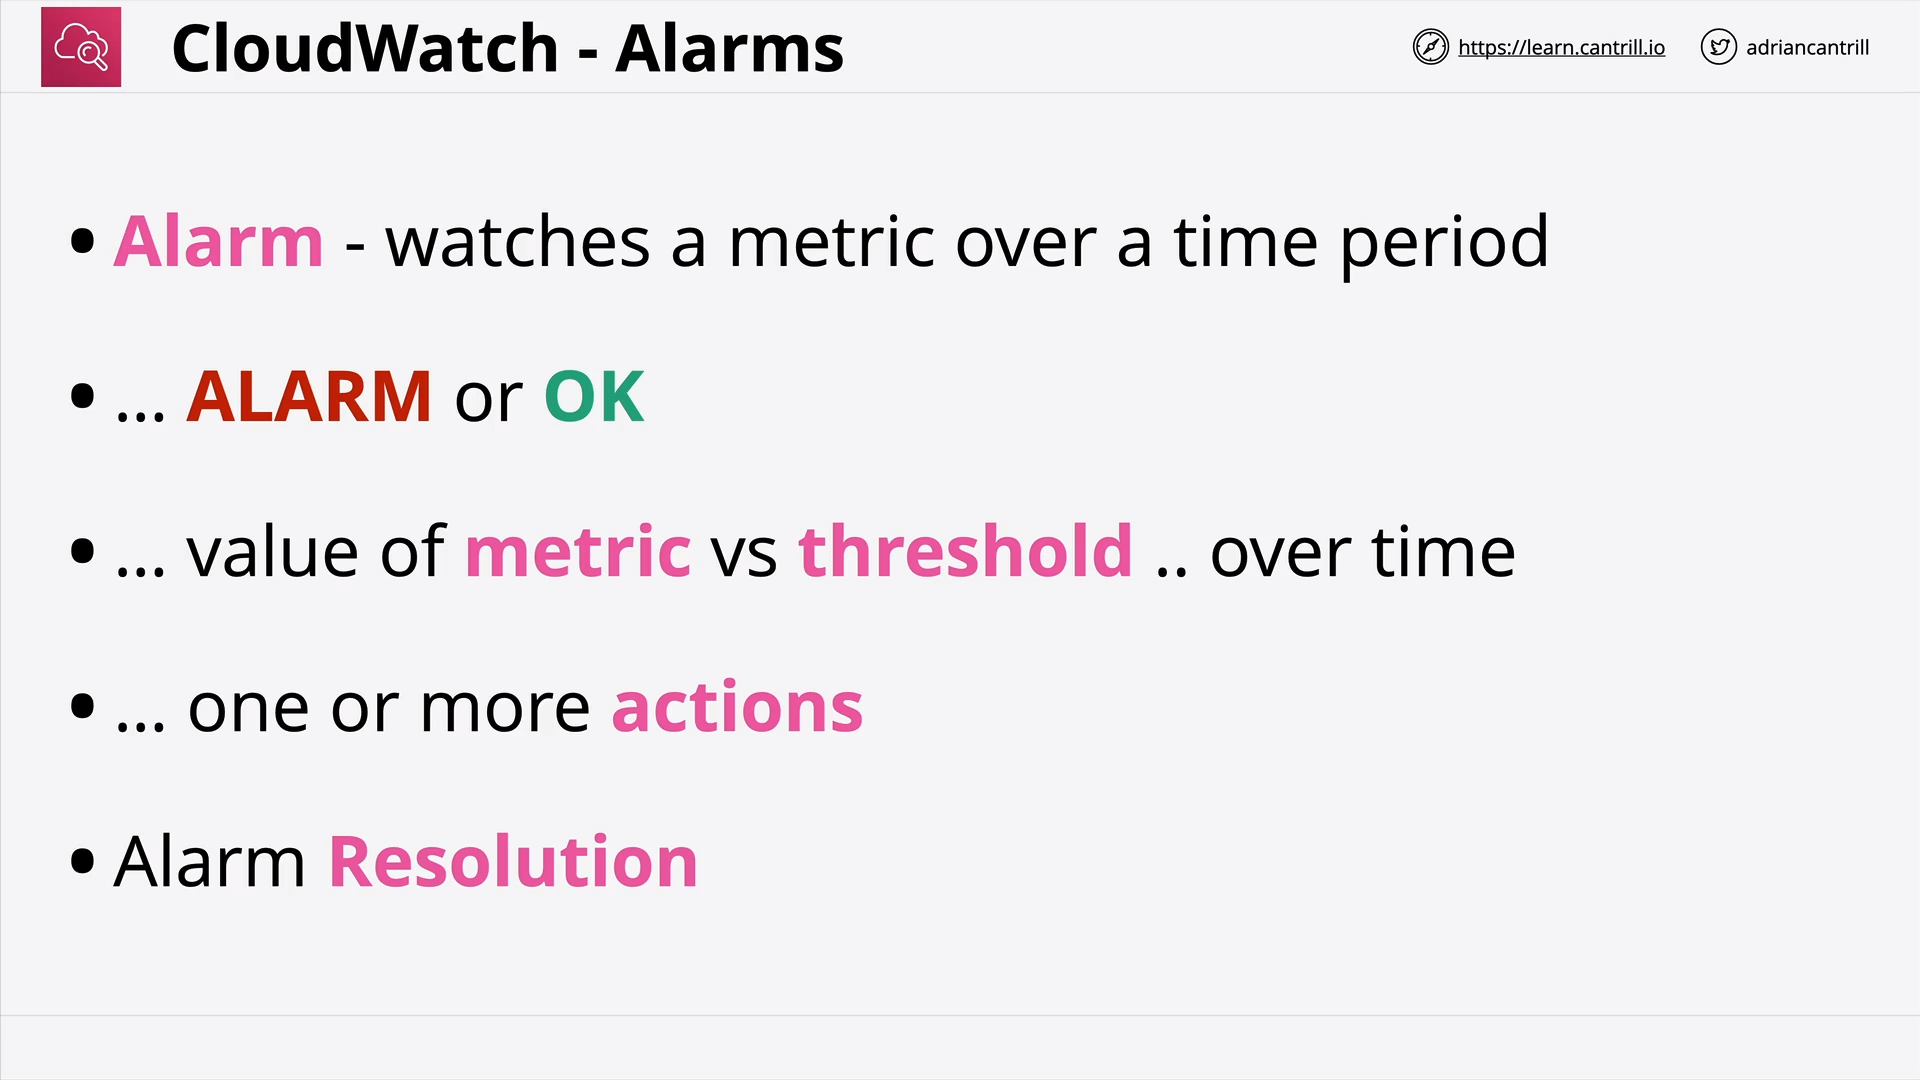 CloudWatch - Alarms
https://learn.cantrill.io
adriancantrill
• Alarm - watches a metric over a time period
• ... ALARM or OK
• ... value of metric vs threshold .. over time
• ... one or more actions
• Alarm Resolution